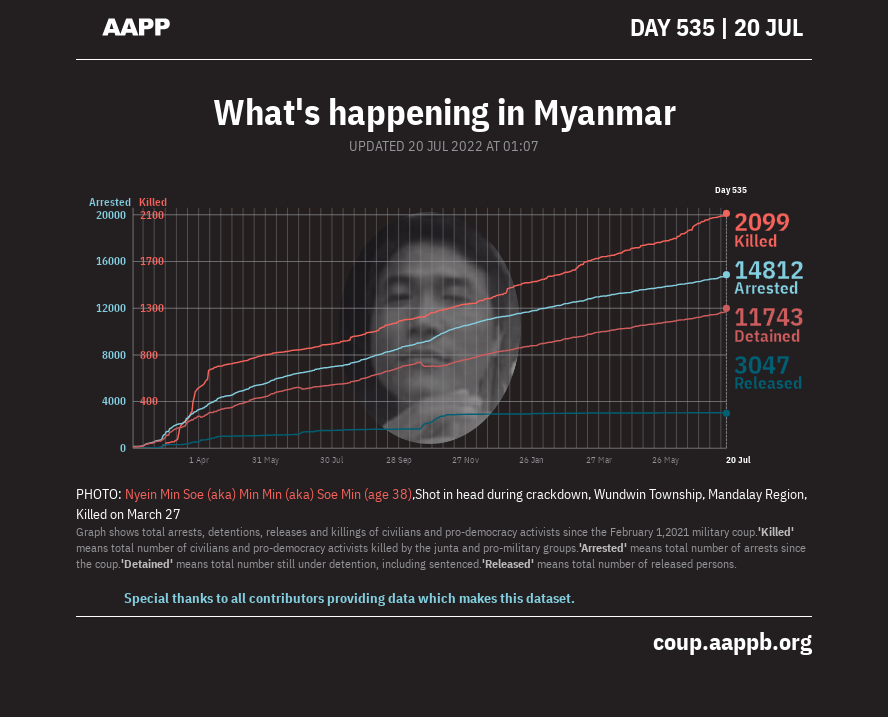 AAPP
DAY 535 | 20 JUL
What's happening in Myanmar
UPDATED 20 JUL 2022 AT 01:07
Day 535
Arrested Killed
20000 2100
16000 1700
12000 1300
8000 800
4000 400
0
2099
Killed
14812
Arrested
11743
Detained
3047
Released
1 Apr 31 May 30 Jul 28 Sep 27 Nov 26 Jan 27 Mar 26 May 20 Jul
PHOTO: Nyein Min Soe (aka) Min Min (aka) Soe Min (age 38),Shot in head during crackdown, Wundwin Township, Mandalay Region,
Killed on March 27
Graph shows total arrests, detentions, releases and killings of civilians and pro-democracy activists since the February 1,2021 military coup.'Killed'
means total number of civilians and pro-democracy activists killed by the junta and pro-military groups.'Arrested' means total number of arrests since
the coup.'Detained' means total number still under detention, including sentenced.'Released' means total number of released persons.
Special thanks to all contributors providing data which makes this dataset.
coup.aappb.org